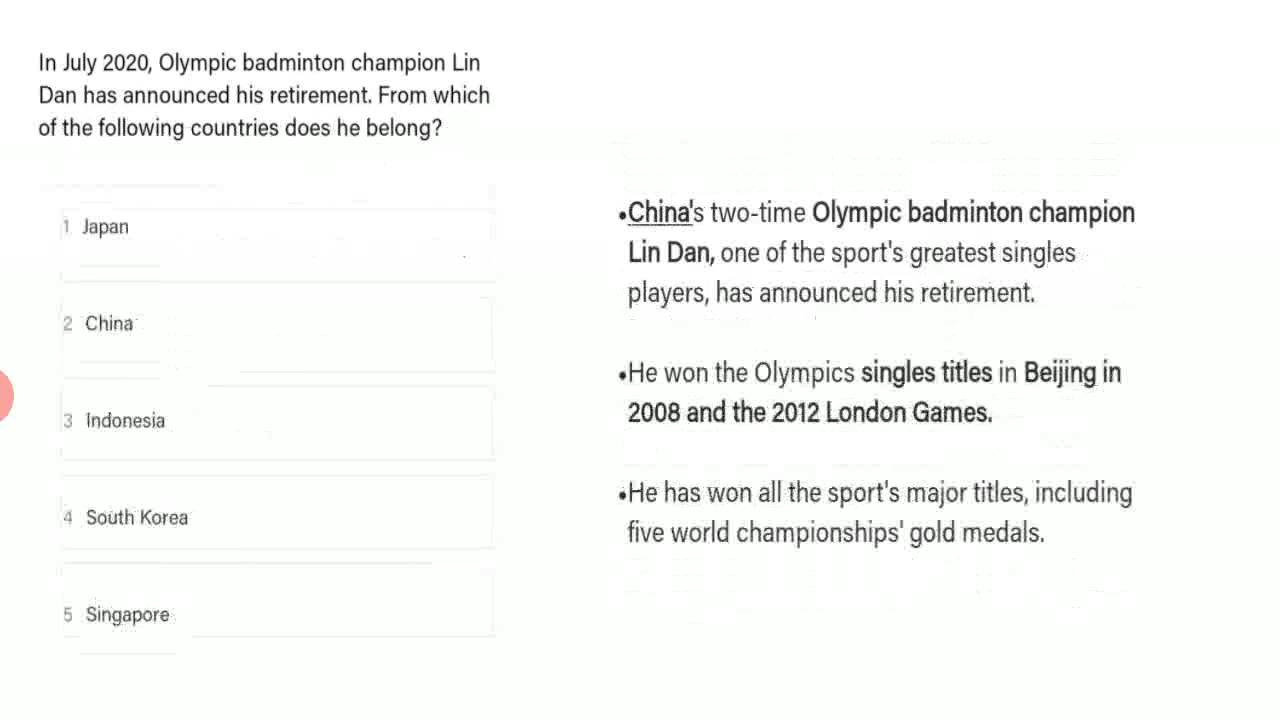 In July 2020, Olympic badminton champion Lin
Dan has announced his retirement. From which
of the following countries does he belong?
1 Japan
2 China
3 Indonesia
4 South Korea
5 Singapore
•China's two-time Olympic badminton champion
Lin Dan, one of the sport's greatest singles
players, has announced his retirement.
•He won the Olympics singles titles in Beijing in
2008 and the 2012 London Games.
•He has won all the sport's major titles, including
five world championships' gold medals.